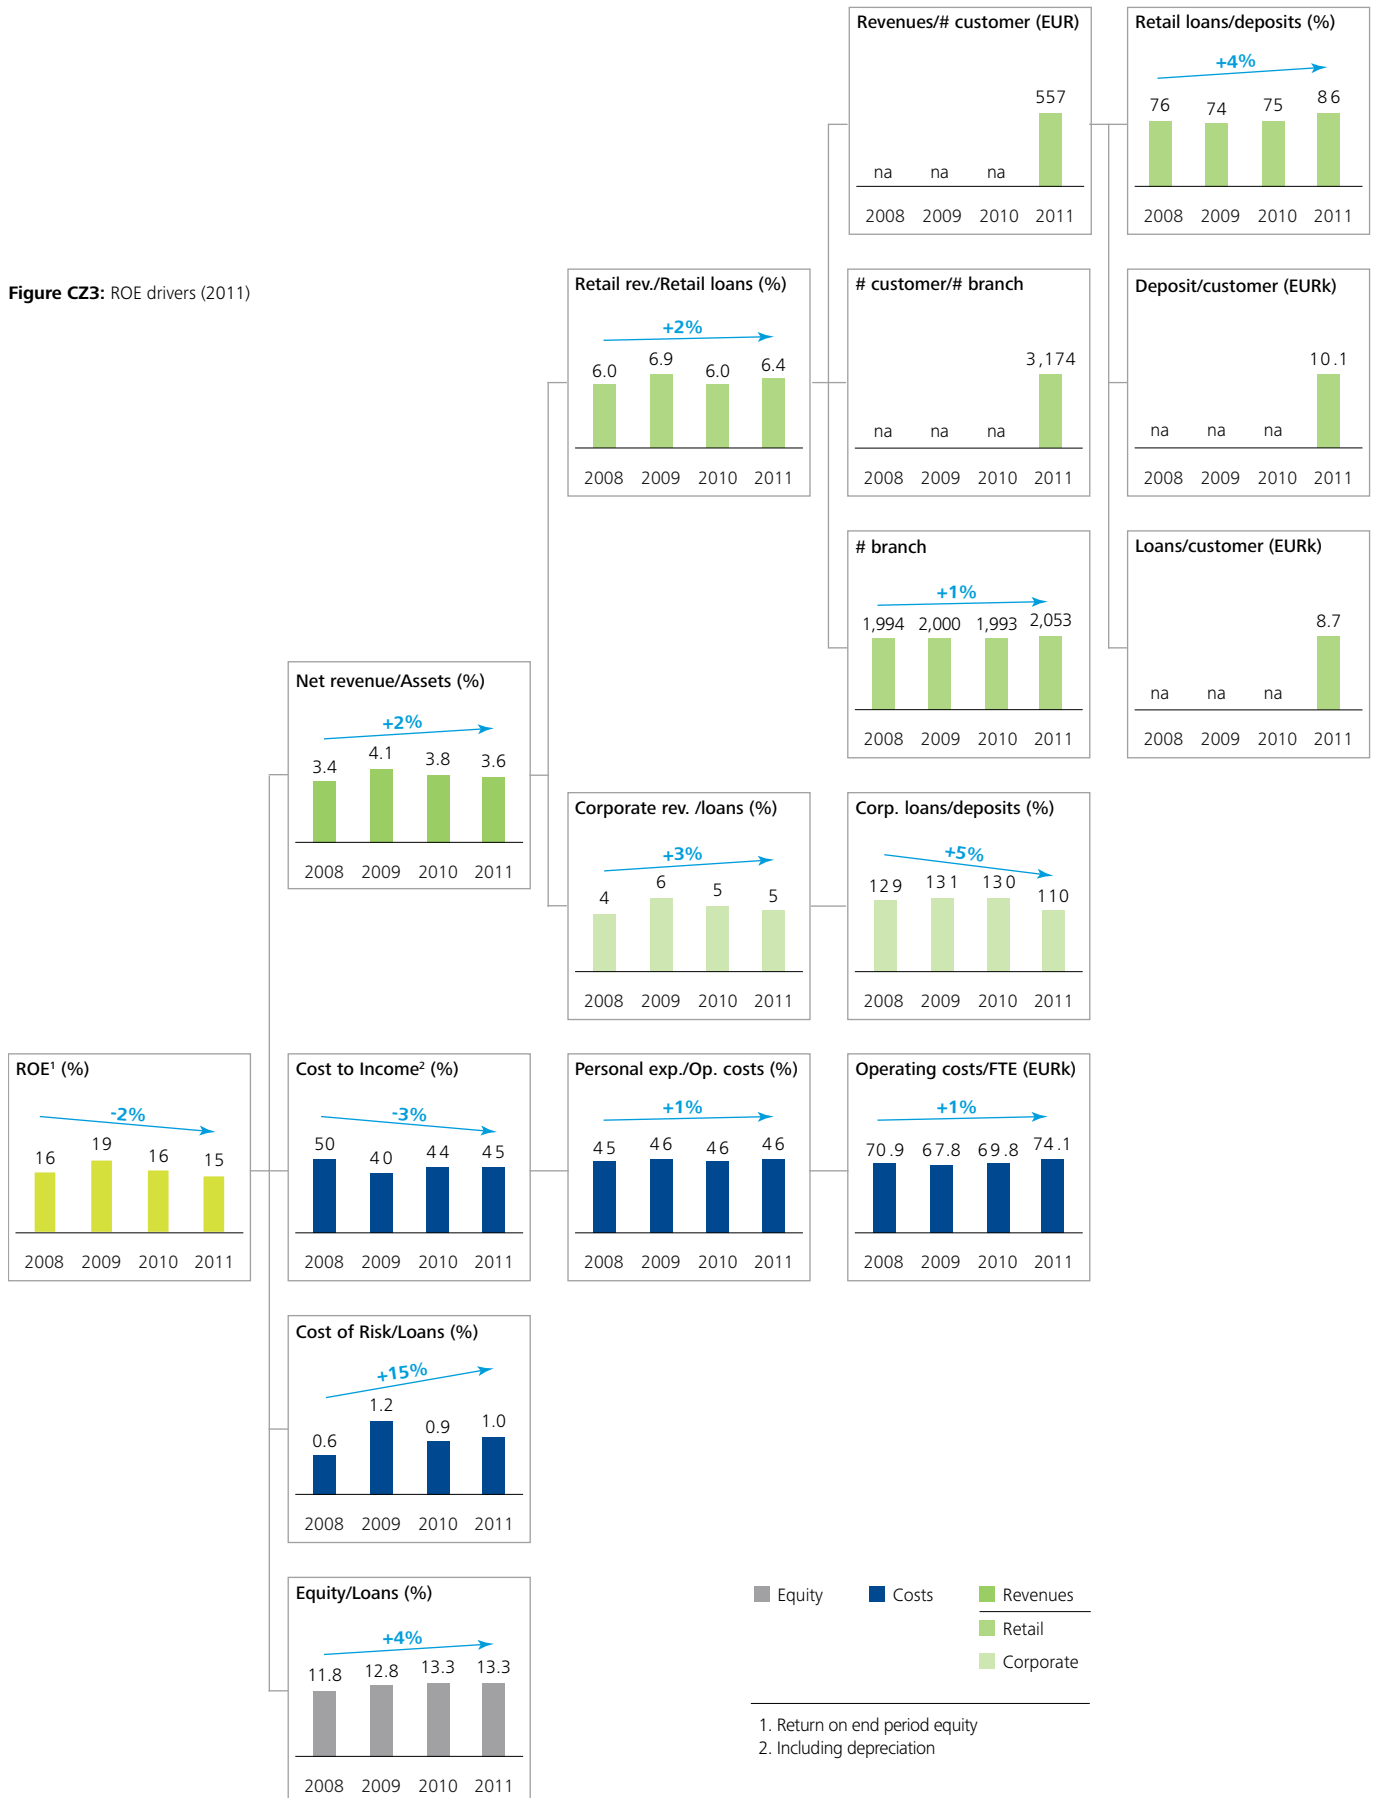 Revenues/# customer (EUR)
557
na na na
2008 2009 2010 2011
Retail loans/deposits (%)
+4%
76 74 75 86
2008 2009 2010 2011
Figure CZ3: ROE drivers (2011)
Retail rev./Retail loans (%)
+2%
6.0 6.9 6.0 6.4
2008 2009 2010 2011
# customer/# branch
3,174
na na na
2008 2009 2010 2011
Deposit/customer (EURk)
10.1
na na na
2008 2009 2010 2011
# branch
+1%
1,994 2,000 1,993 2,053
2008 2009 2010 2011
Loans/customer (EURk)
8.7
na na na
2008 2009 2010 2011
Net revenue/Assets (%)
+2%
3.4 4.1 3.8 3.6
2008 2009 2010 2011
Corporate rev. /loans (%)
+3%
4 6 5 5
2008 2009 2010 2011
Corp. loans/deposits (%)
+5%
129 131 130 110
2008 2009 2010 2011
ROE1 (%)
-2%
16 19 16 15
2008 2009 2010 2011
Cost to Income2 (%)
-3%
50 40 44 45
2008 2009 2010 2011
Personal exp./Op. costs (%)
+1%
45 46 46 46
2008 2009 2010 2011
Operating costs/FTE (EURk)
+1%
70.9 67.8 69.8 74.1
2008 2009 2010 2011
Cost of Risk/Loans (%)
+15%
0.6 1.2 0.9 1.0
2008 2009 2010 2011
Equity/Loans (%)
+4%
11.8 12.8 13.3 13.3
2008 2009 2010 2011
Equity Costs Revenues
Retail
Corporate
1. Return on end period equity
2. Including depreciation